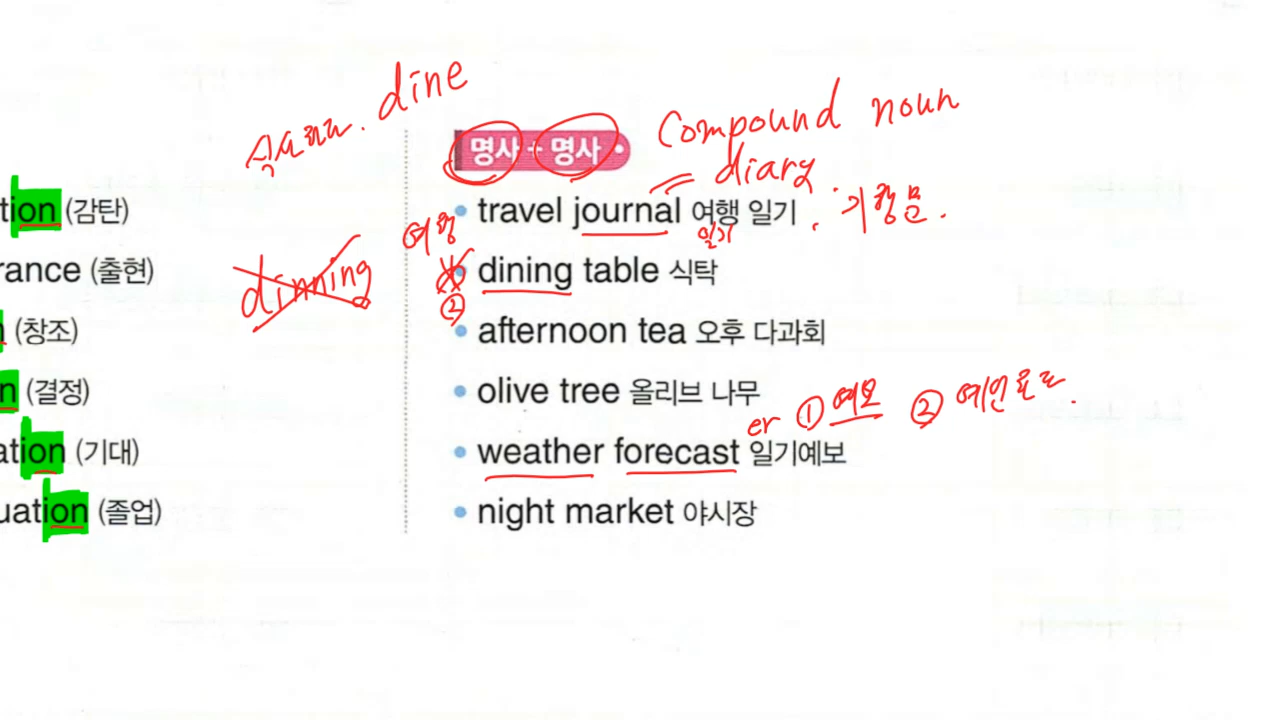 dine
식사하다.
Compound noun
명사 + 명사
= diary.
tion (감탄)
travel journal 여행 일기
. 기행문.
여행
일기
rance (출현)
dinning
dining table 식탁
②
(창조)
afternoon tea 오후 다과회
n (결정)
olive tree 올리브 나무
er ① 예보 ②
ation (기대)
weather forecast 일기예보
uation (졸업)
night market 야시장